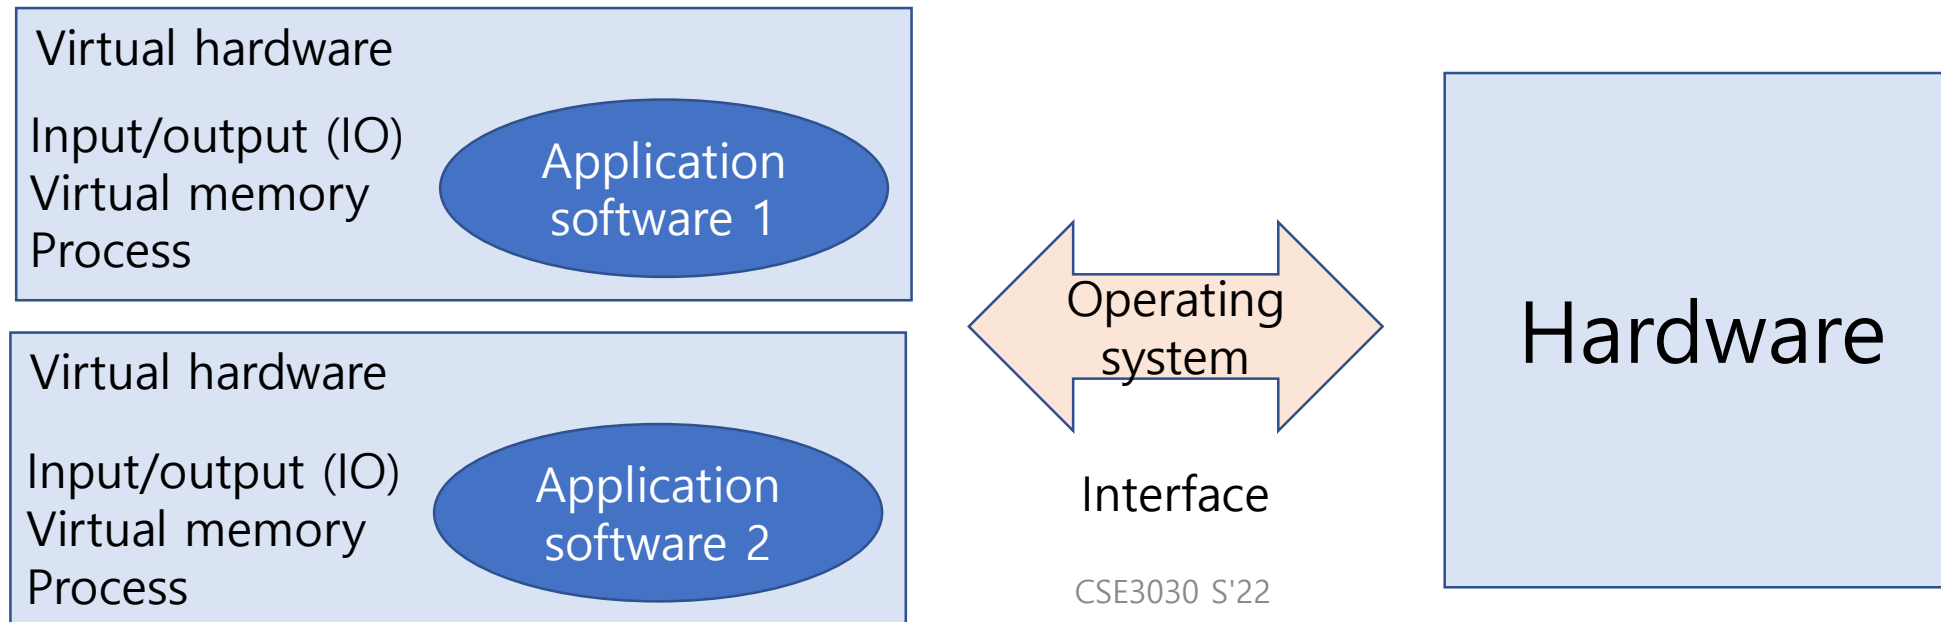 Virtual hardware
Input/output (IO)
Virtual memory
Process
Application
software 1
Virtual hardware
Input/output (IO)
Virtual memory
Process
Application
software 2
Operating
system
Interface
CSE3030 S'22
Hardware